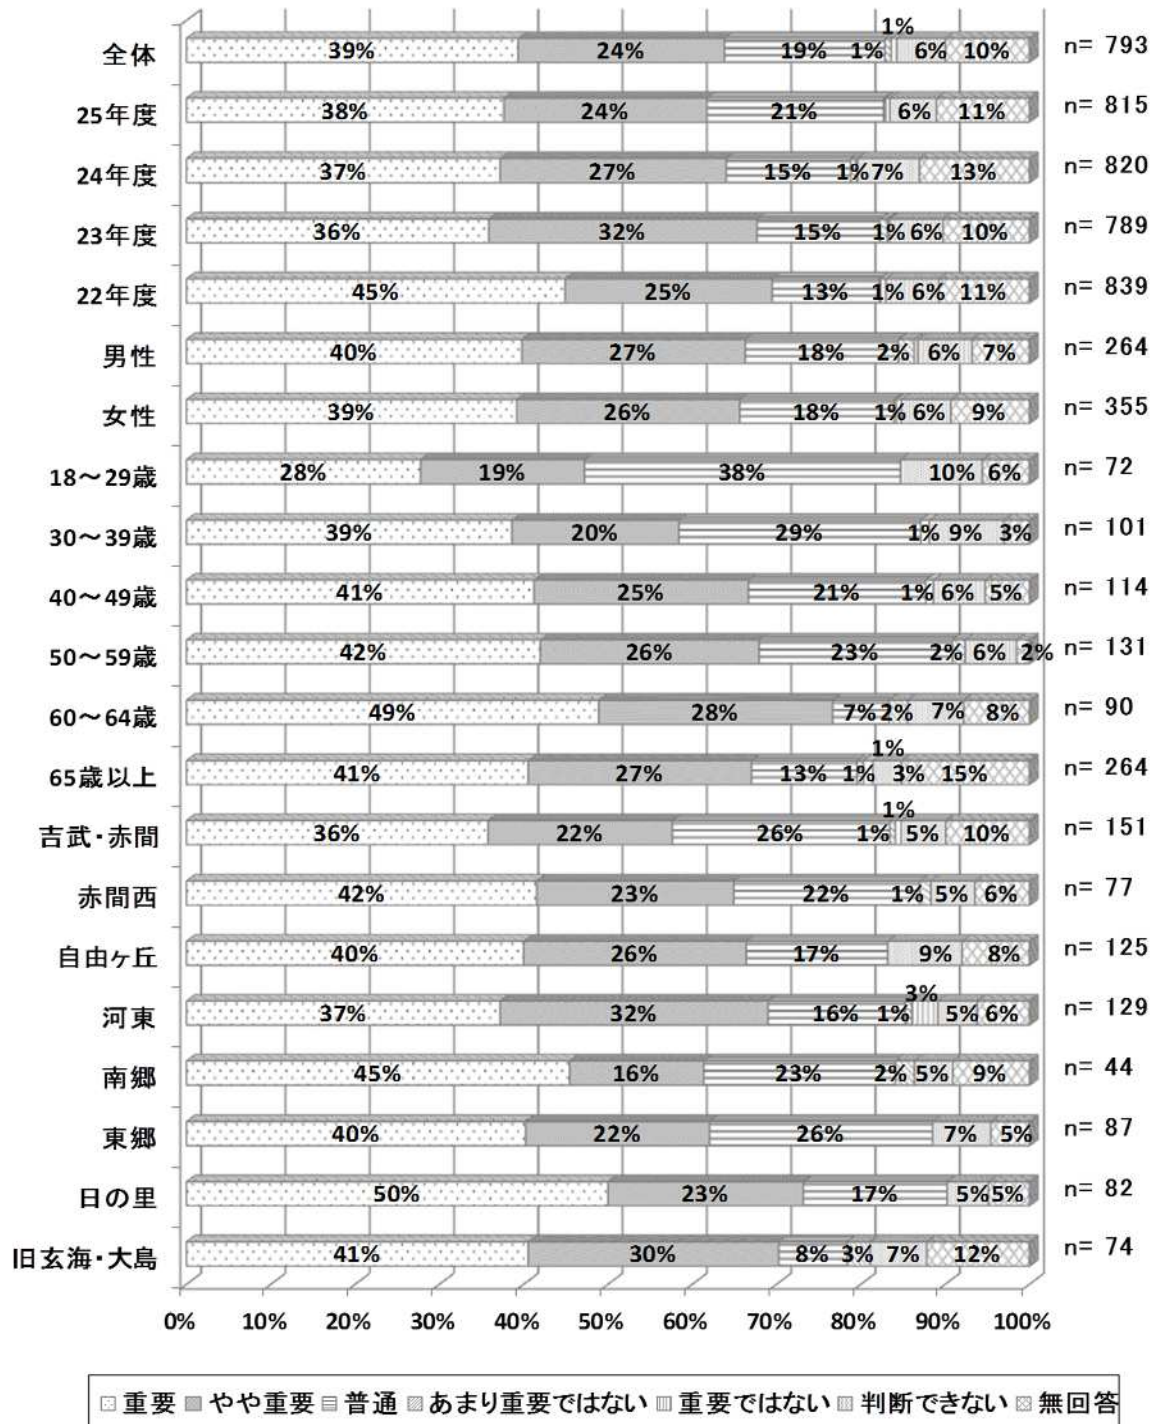 1%
全体 39% 24% 19% 1% 6% 10% n= 793
25年度 38% 24% 21% 6% 11% n= 815
24年度 37% 27% 15% 1% 7% 13% n= 820
23年度 36% 32% 15% 1% 6% 10% n= 789
22年度 45% 25% 13% 1% 6% 11% n= 839
男性 40% 27% 18% 2% 6% 7% n= 264
女性 39% 26% 18% 1% 6% 9% n= 355
18～29歳 28% 19% 38% 10% 6% n= 72
30～39歳 39% 20% 29% 1% 9% 3% n= 101
40～49歳 41% 25% 21% 1% 6% 5% n= 114
50～59歳 42% 26% 23% 2% 6% 2% n= 131
60～64歳 49% 28% 7% 2% 7% 8% n= 90
1%
65歳以上 41% 27% 13% 1% 3% 15% n= 264
1%
吉武・赤間 36% 22% 26% 1% 5% 10% n= 151
赤間西 42% 23% 22% 1% 5% 6% n= 77
自由ヶ丘 40% 26% 17% 9% 8% n= 125
3%
河東 37% 32% 16% 1% 5% 6% n= 129
南郷 45% 16% 23% 2% 5% 9% n= 44
東郷 40% 22% 26% 7% 5% n= 87
日の里 50% 23% 17% 5% 5% n= 82
旧玄海・大島 41% 30% 8% 3% 7% 12% n= 74
0% 10% 20% 30% 40% 50% 60% 70% 80% 90% 100%
重要 やや重要 普通 あまり重要ではない 重要ではない 判断できない 無回答